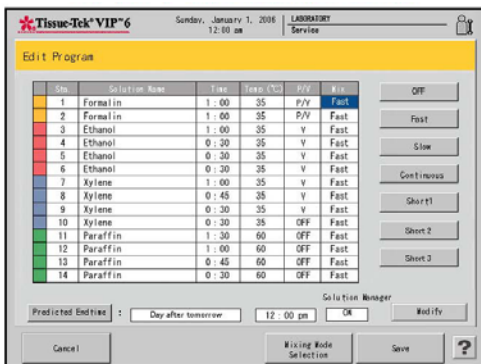 Tissue-Tek® VIP™6 Sunday, January 1, 2006 LABORATORY
12:00 am Service
Edit Program
Stn. Solution Name Time Temp (℃) P/V Mix OFF
1 Formalin 1 : 00 35 P/V Fast
2 Formalin 1 : 00 35 P/V Fast Fast
3 Ethanol 1 : 00 35 V Fast
4 Ethanol 0 : 30 35 V Fast Slow
5 Ethanol 0 : 30 35 V Fast
6 Ethanol 0 : 30 35 V Fast Continuous
7 Xylene 1 : 00 35 V Fast
8 Xylene 0 : 45 35 V Fast Short1
9 Xylene 0 : 30 35 V Fast
10 Xylene 0 : 30 35 OFF Fast Short 2
11 Paraffin 1 : 30 60 OFF Fast
12 Paraffin 1 : 00 60 OFF Fast
13 Paraffin 0 : 45 60 OFF Fast Short 3
14 Paraffin 0 : 30 60 OFF Fast
Solution Manager
Predicted Endtime : Day after tomorrow 12 : 00 pm OK Modify
Cancel Mixing Mode Selection Save ?